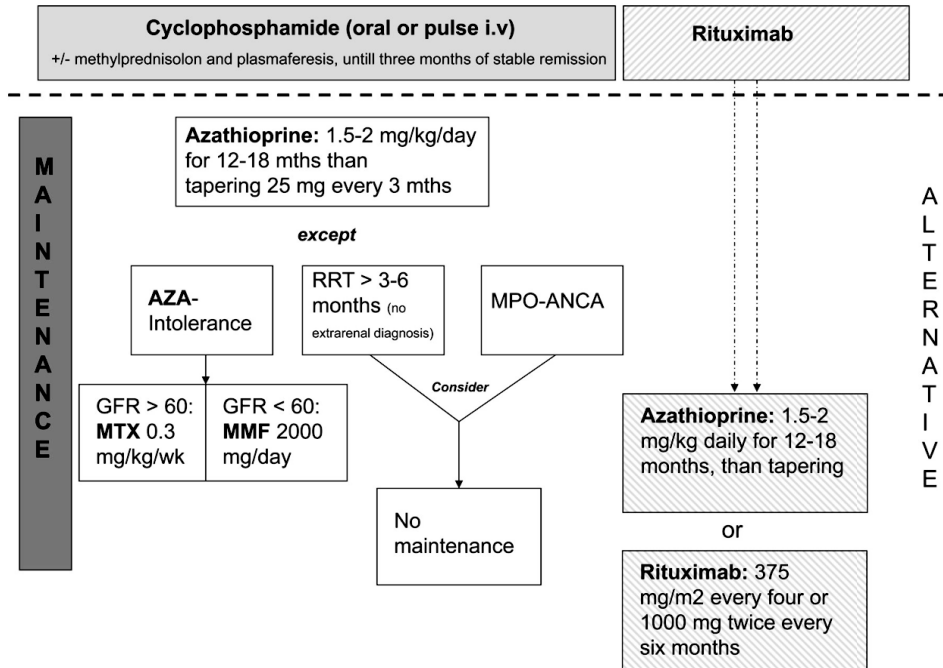 Cyclophosphamide (oral or pulse i.v)
+/- methylprednisolon and plasmaferesis, untill three months of stable remission
Rituximab
MAINTENANCE
Azathioprine: 1.5-2 mg/kg/day
for 12-18 mths than
tapering 25 mg every 3 mths
except
AZA-
Intolerance
RRT > 3-6
months (no
extrarenal diagnosis)
MPO-ANCA
Consider
GFR > 60:
MTX 0.3
mg/kg/wk
GFR < 60:
MMF 2000
mg/day
No
maintenance
ALTERNATIVE
Azathioprine: 1.5-2
mg/kg daily for 12-18
months, than tapering
or
Rituximab: 375
mg/m2 every four or
1000 mg twice every
six months